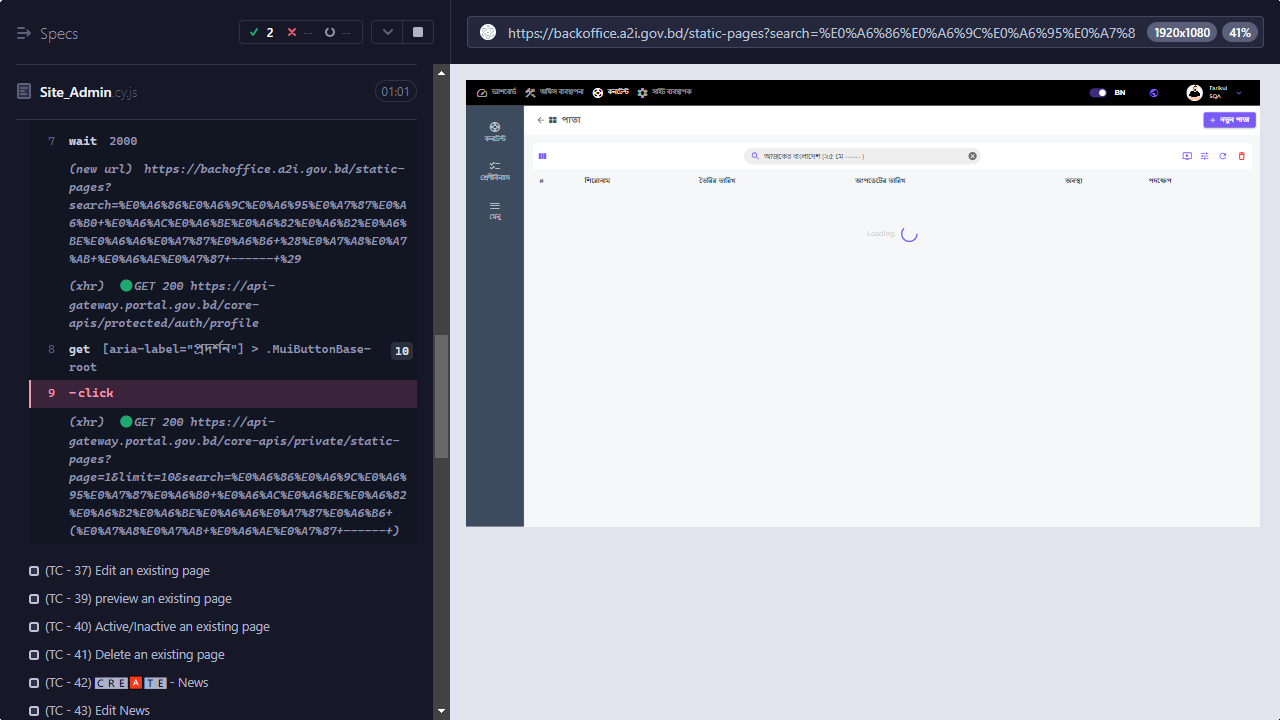 Specs
2 -- --
https://backoffice.a2i.gov.bd/static-pages?search=%E0%A6%86%E0%A6%9C%E0%A6%95%E0%A7%8
1920x1080 41%
Site_Admin.cy.js 01:01
7 wait 2000
(new url) https://backoffice.a2i.gov.bd/static-
pages?
search=%E0%A6%86%E0%A6%9C%E0%A6%95%E0%A7%87%E0%A
6%B0+%E0%A6%AC%E0%A6%BE%E0%A6%82%E0%A6%B2%E0%A6%
BE%E0%A6%A6%E0%A7%87%E0%A6%B6+%28%E0%A7%A8%E0%A7
%AB+%E0%A6%AE%E0%A7%87+------+%29
(xhr) GET 200 https://api-
gateway.portal.gov.bd/core-
apis/protected/auth/profile
8 get [aria-label="প্রদর্শন"] > .MuiButtonBase-
root 10
9 -click
(xhr) GET 200 https://api-
gateway.portal.gov.bd/core-apis/private/static-
pages?
page=1&limit=10&search=%E0%A6%86%E0%A6%9C%E0%A6%
95%E0%A7%87%E0%A6%B0+%E0%A6%AC%E0%A6%BE%E0%A6%82
%E0%A6%B2%E0%A6%BE%E0%A6%A6%E0%A7%87%E0%A6%B6+
(%E0%A7%A8%E0%A7%AB+%E0%A6%AE%E0%A7%87+------+)
(TC - 37) Edit an existing page
(TC - 39) preview an existing page
(TC - 40) Active/Inactive an existing page
(TC - 41) Delete an existing page
(TC - 42) 🅲🆁🅴🅰🆃🅴 - News
(TC - 43) Edit News
ড্যাশবোর্ড অফিস ব্যবস্থাপনা কনটেন্ট সাইট ব্যবস্থাপক BN Tarikul
SQA
কনটেন্ট
শ্রেণীবিন্যাস
মেনু
পাতা + নতুন পাতা
আজকের বাংলাদেশ (২৫ মে ------ )
# শিরোনাম তৈরির তারিখ আপডেটের তারিখ অবস্থা পদক্ষেপ
Loading